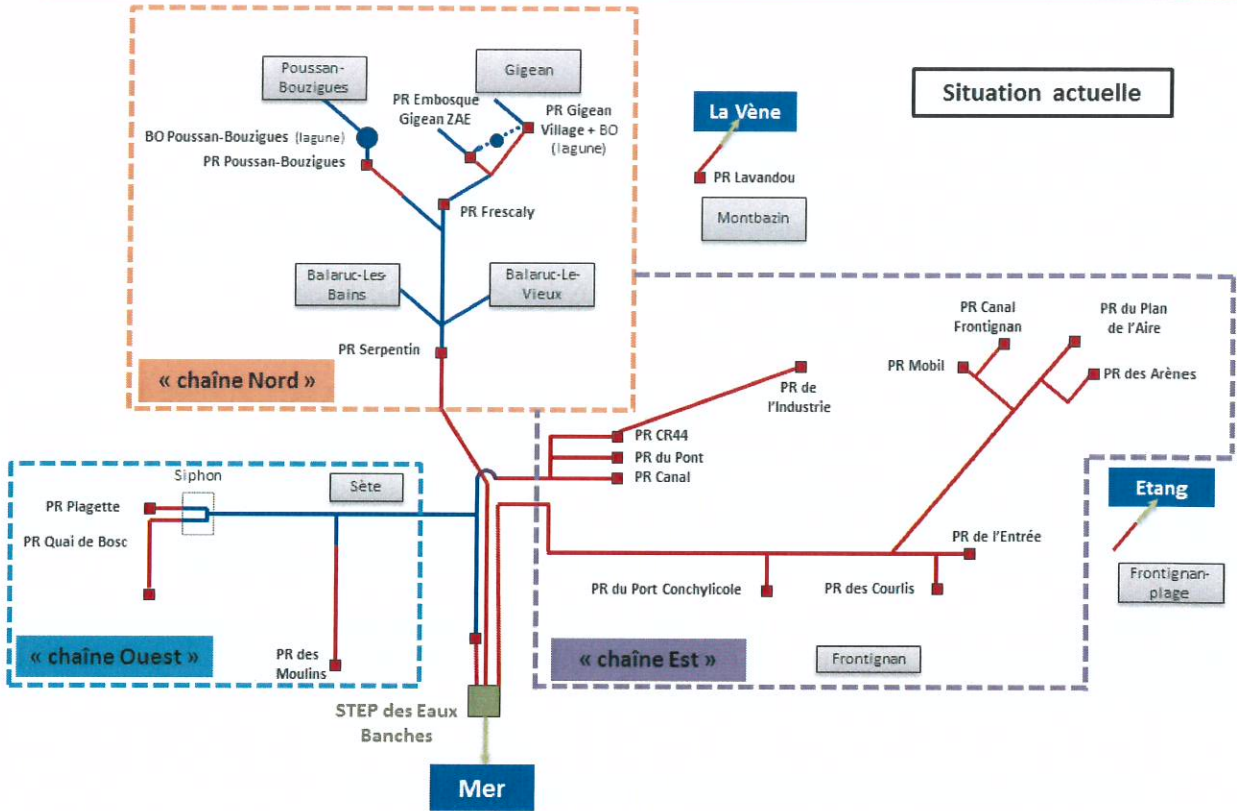 Situation actuelle
Poussan-
Bouzigues
Gigean
PR Embosque
Gigean ZAE
PR Gigean
Village + BO
(lagune)
BO Poussan-Bouzigues (lagune)
PR Poussan-Bouzigues
PR Frescaly
La Vène
PR Lavandou
Montbazin
Balaruc-Les-
Bains
Balaruc-Le-
Vieux
PR Serpentin
« chaîne Nord »
PR Canal
Frontignan
PR du Plan
de l'Aire
PR Mobil
PR des Arènes
PR de
l'Industrie
PR CR44
PR du Pont
PR Canal
Siphon
Sète
PR Plagette
PR Quai de Bosc
PR des
Moulins
« chaîne Ouest »
Etang
Frontignan-
plage
PR de l'Entrée
PR du Port Conchylicole
PR des Courlis
« chaîne Est »
Frontignan
STEP des Eaux
Banches
Mer